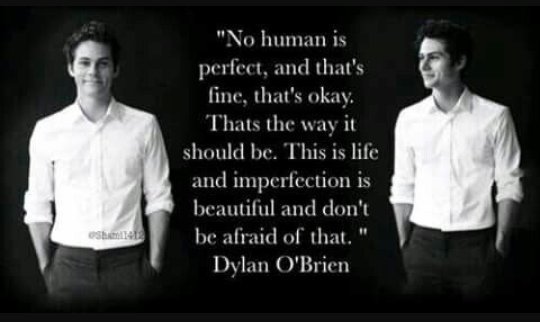 "No human is
perfect, and that's
fine, that's okay.
Thats the way it
should be. This is life
and imperfection is
beautiful and don't
be afraid of that. "
Dylan O'Brien
©Shamil412